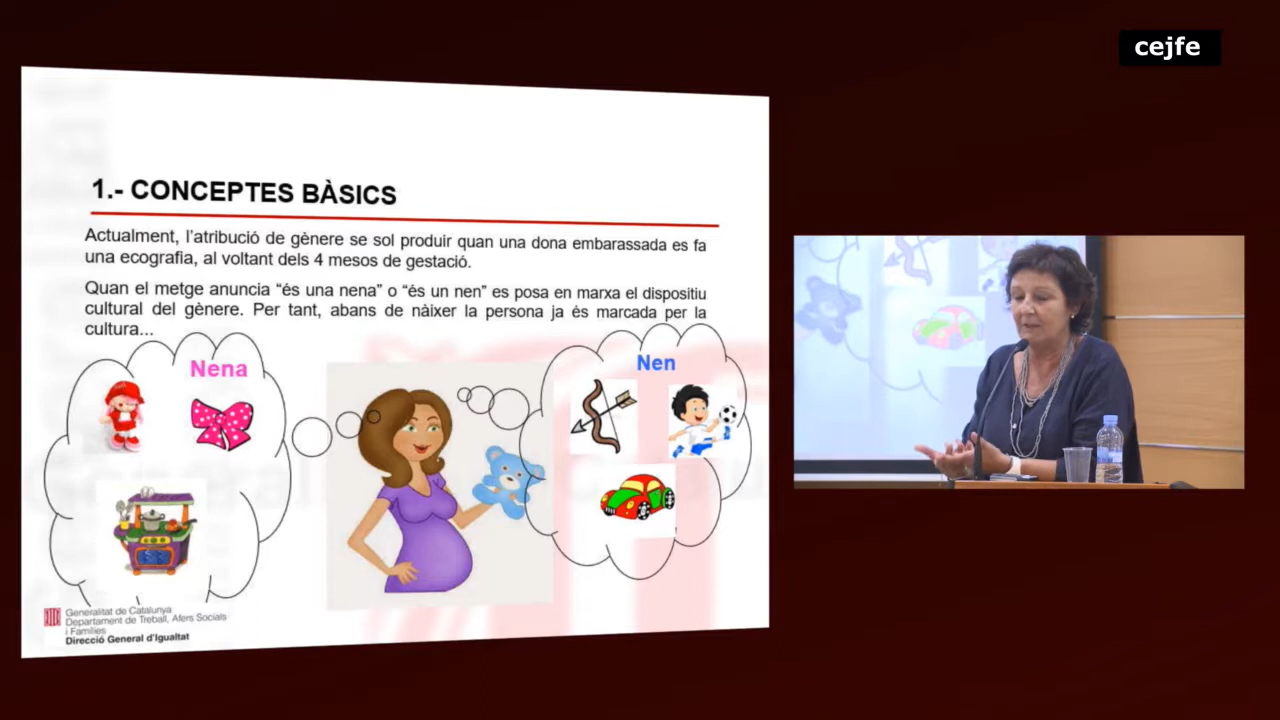 cejfe
1.- CONCEPTES BÀSICS
Actualment, l’atribució de gènere se sol produir quan una dona embarassada es fa
una ecografia, al voltant dels 4 mesos de gestació.
Quan el metge anuncia “és una nena” o “és un nen” es posa en marxa el dispositiu
cultural del gènere. Per tant, abans de nàixer la persona ja és marcada per la
cultura...
Nena
Nen
Generalitat de Catalunya
Departament de Treball, Afers Socials
i Famílies
Direcció General d’Igualtat